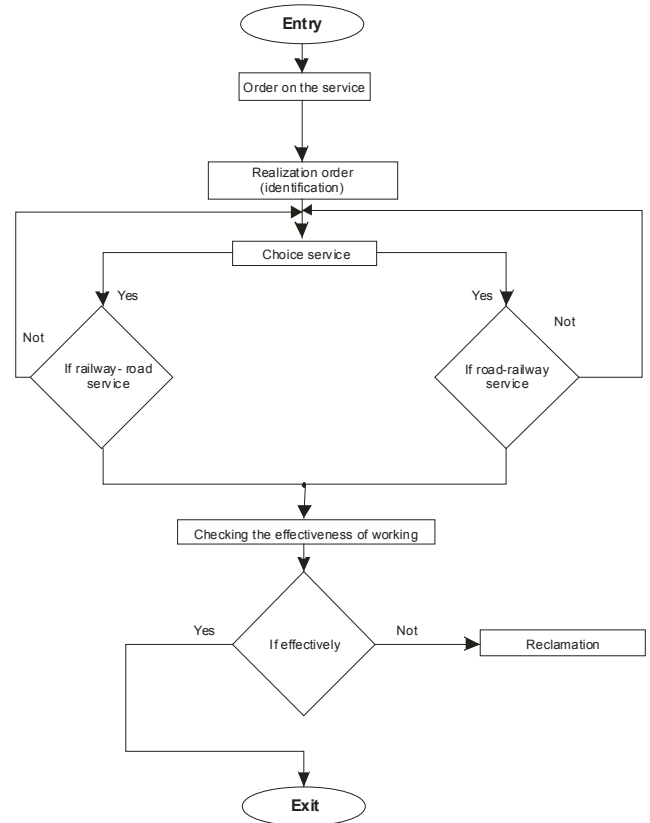 Entry
Order on the service
Realization order
(identification)
Choice service
Yes
Yes
Not
Not
If railway- road
service
If road-railway
service
Checking the effectiveness of working
Yes
Not
If effectively
Reclamation
Exit